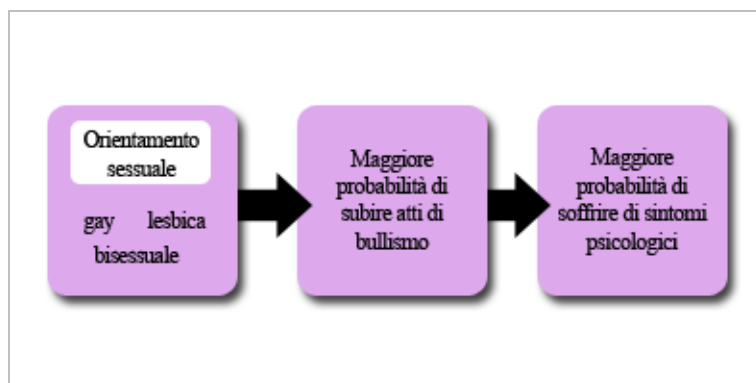 Orientamento
sessuale
gay lesbica
bisessuale
Maggiore
probabilità di
subire atti di
bullismo
Maggiore
probabilità di
soffrire di sintomi
psicologici